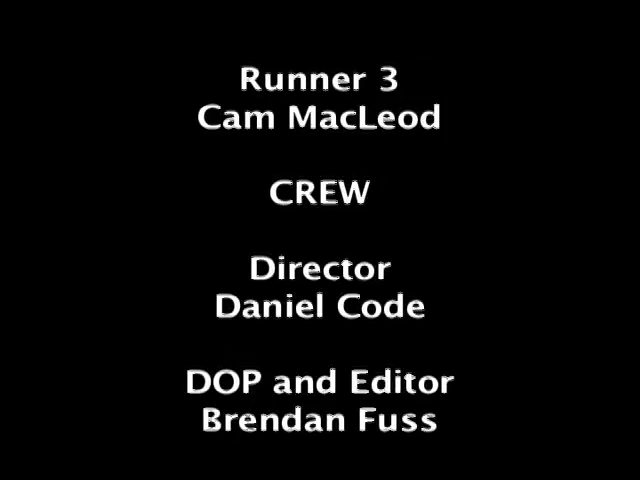 Runner 3
Cam MacLeod
CREW
Director
Daniel Code
DOP and Editor
Brendan Fuss